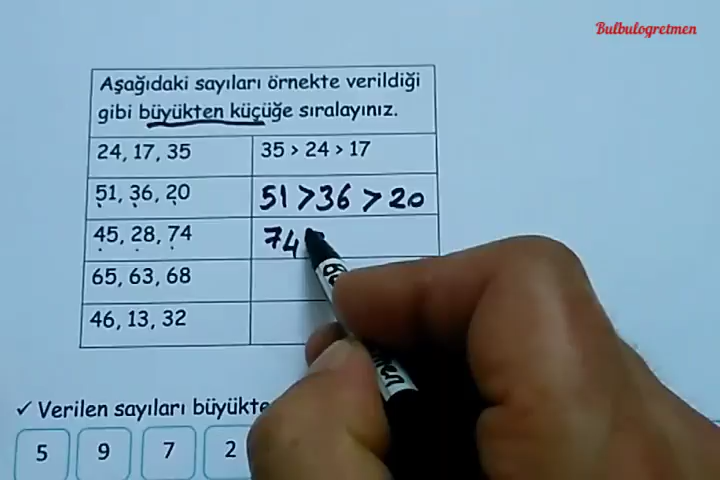 Bulbulogretmen
Aşağıdaki sayıları örnekte verildiği
gibi büyükten küçüğe sıralayınız.
24, 17, 35 35 > 24 > 17
51, 36, 20 51 > 36 > 20
45, 28, 74 74
65, 63, 68
46, 13, 32
✓ Verilen sayıları
5 9 7 2